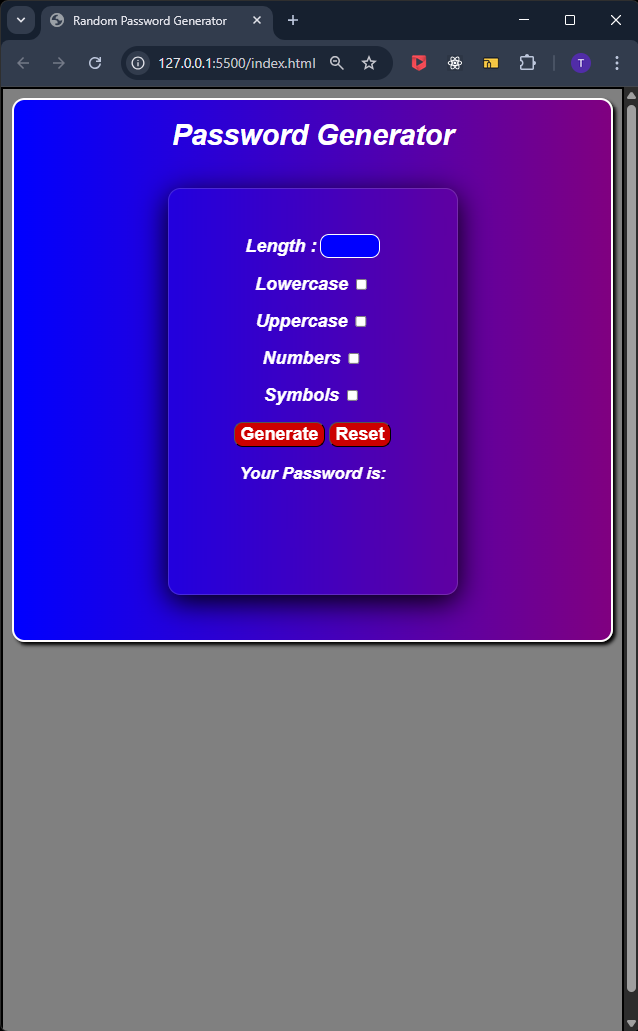 Random Password Generator
127.0.0.1:5500/index.html
T
Password Generator
Length :
Lowercase
Uppercase
Numbers
Symbols
Generate Reset
Your Password is: